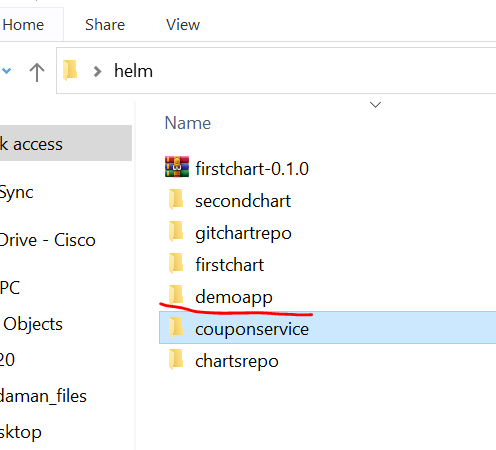 Home Share View
helm
Name
k access
Sync
Drive - Cisco
PC
Objects
20
daman_files
sktop
firstchart-0.1.0
secondchart
gitchartrepo
firstchart
demoapp
couponservice
chartsrepo